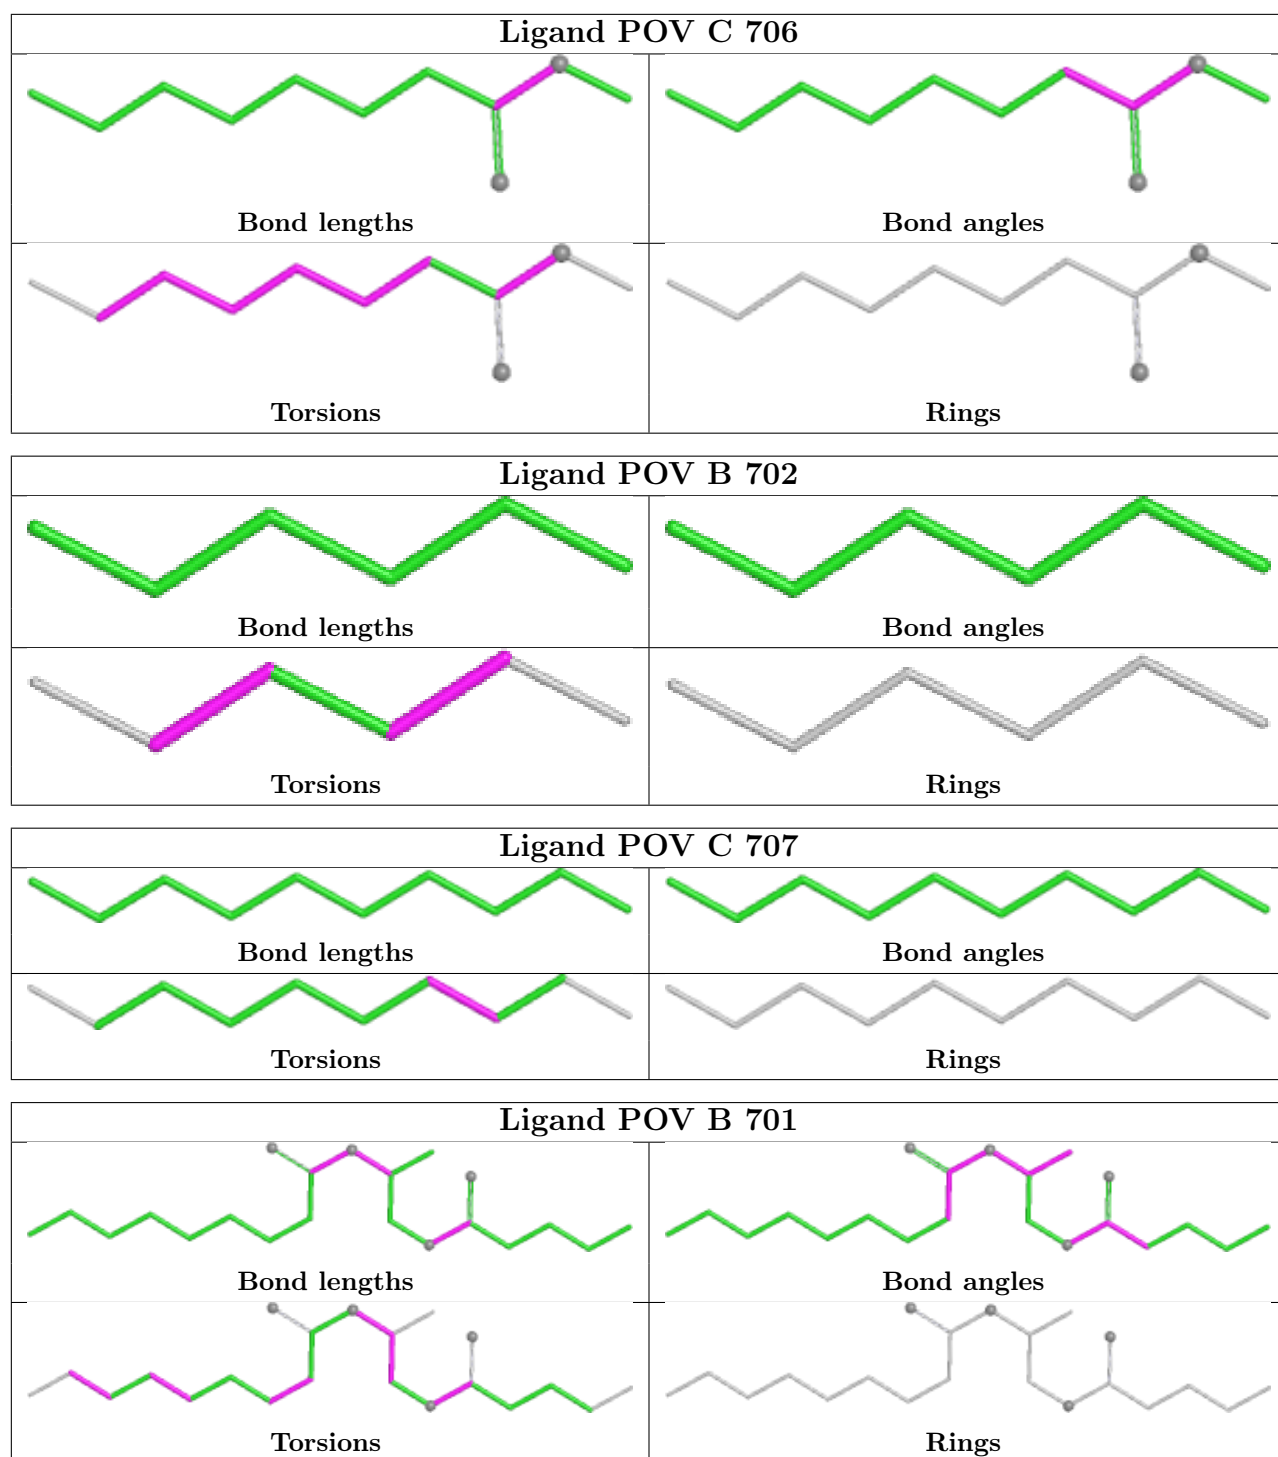 Ligand POV C 706
Bond lengths
Bond angles
Torsions
Rings
Ligand POV B 702
Bond lengths
Bond angles
Torsions
Rings
Ligand POV C 707
Bond lengths
Bond angles
Torsions
Rings
Ligand POV B 701
Bond lengths
Bond angles
Torsions
Rings